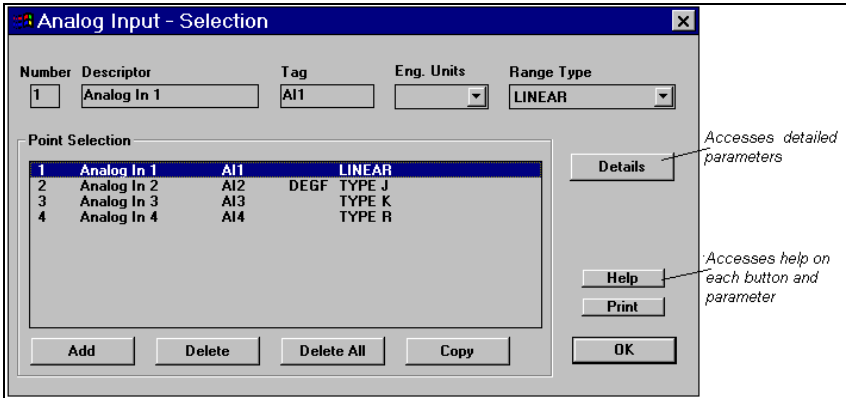 Analog Input - Selection
Number Descriptor Tag Eng. Units Range Type
1 Analog In 1 AI1 LINEAR
Point Selection
1 Analog In 1 AI1 LINEAR
2 Analog In 2 AI2 DEGF TYPE J
3 Analog In 3 AI3 TYPE K
4 Analog In 4 AI4 TYPE R
Add Delete Delete All Copy
Details
Help
Print
OK
Accesses detailed
parameters
Accesses help on
each button and
parameter